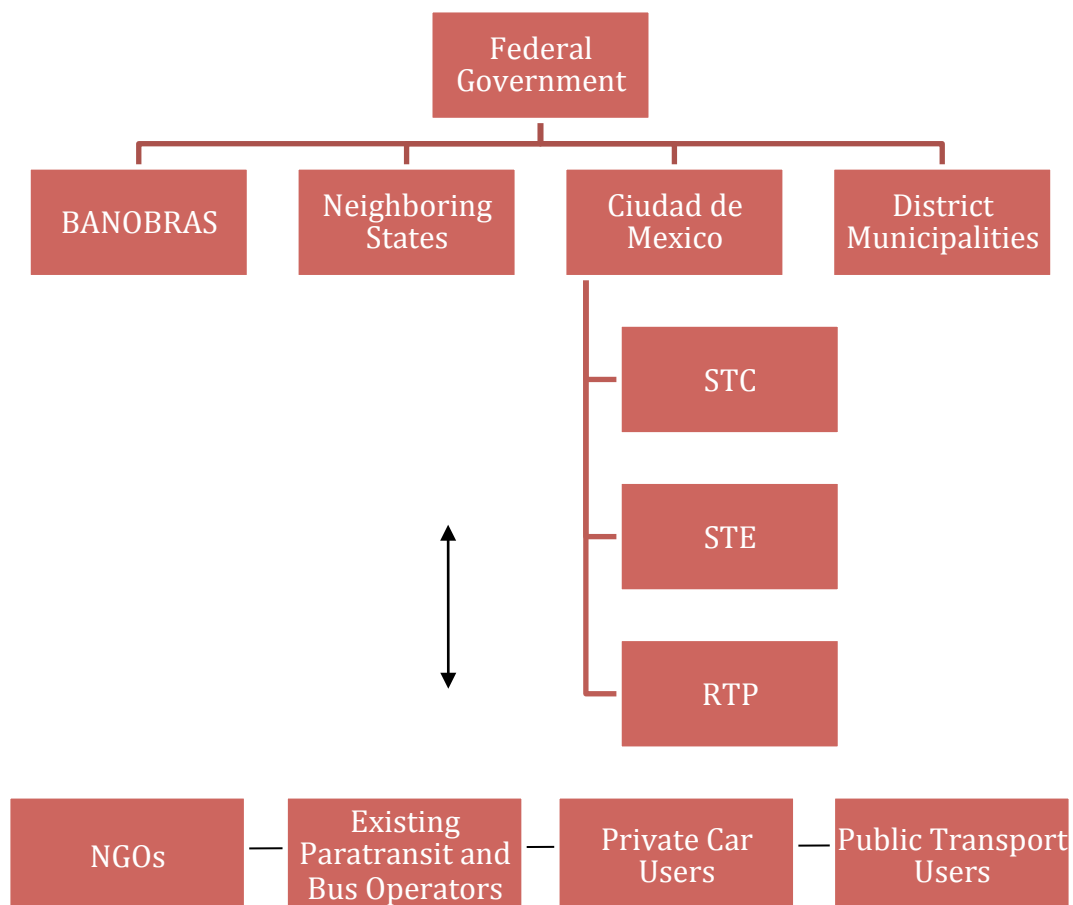 Federal
Government
BANOBRAS
Neighboring
States
Ciudad de
Mexico
District
Municipalities
STC
STE
RTP
NGOs
Existing
Paratransit and
Bus Operators
Private Car
Users
Public Transport
Users